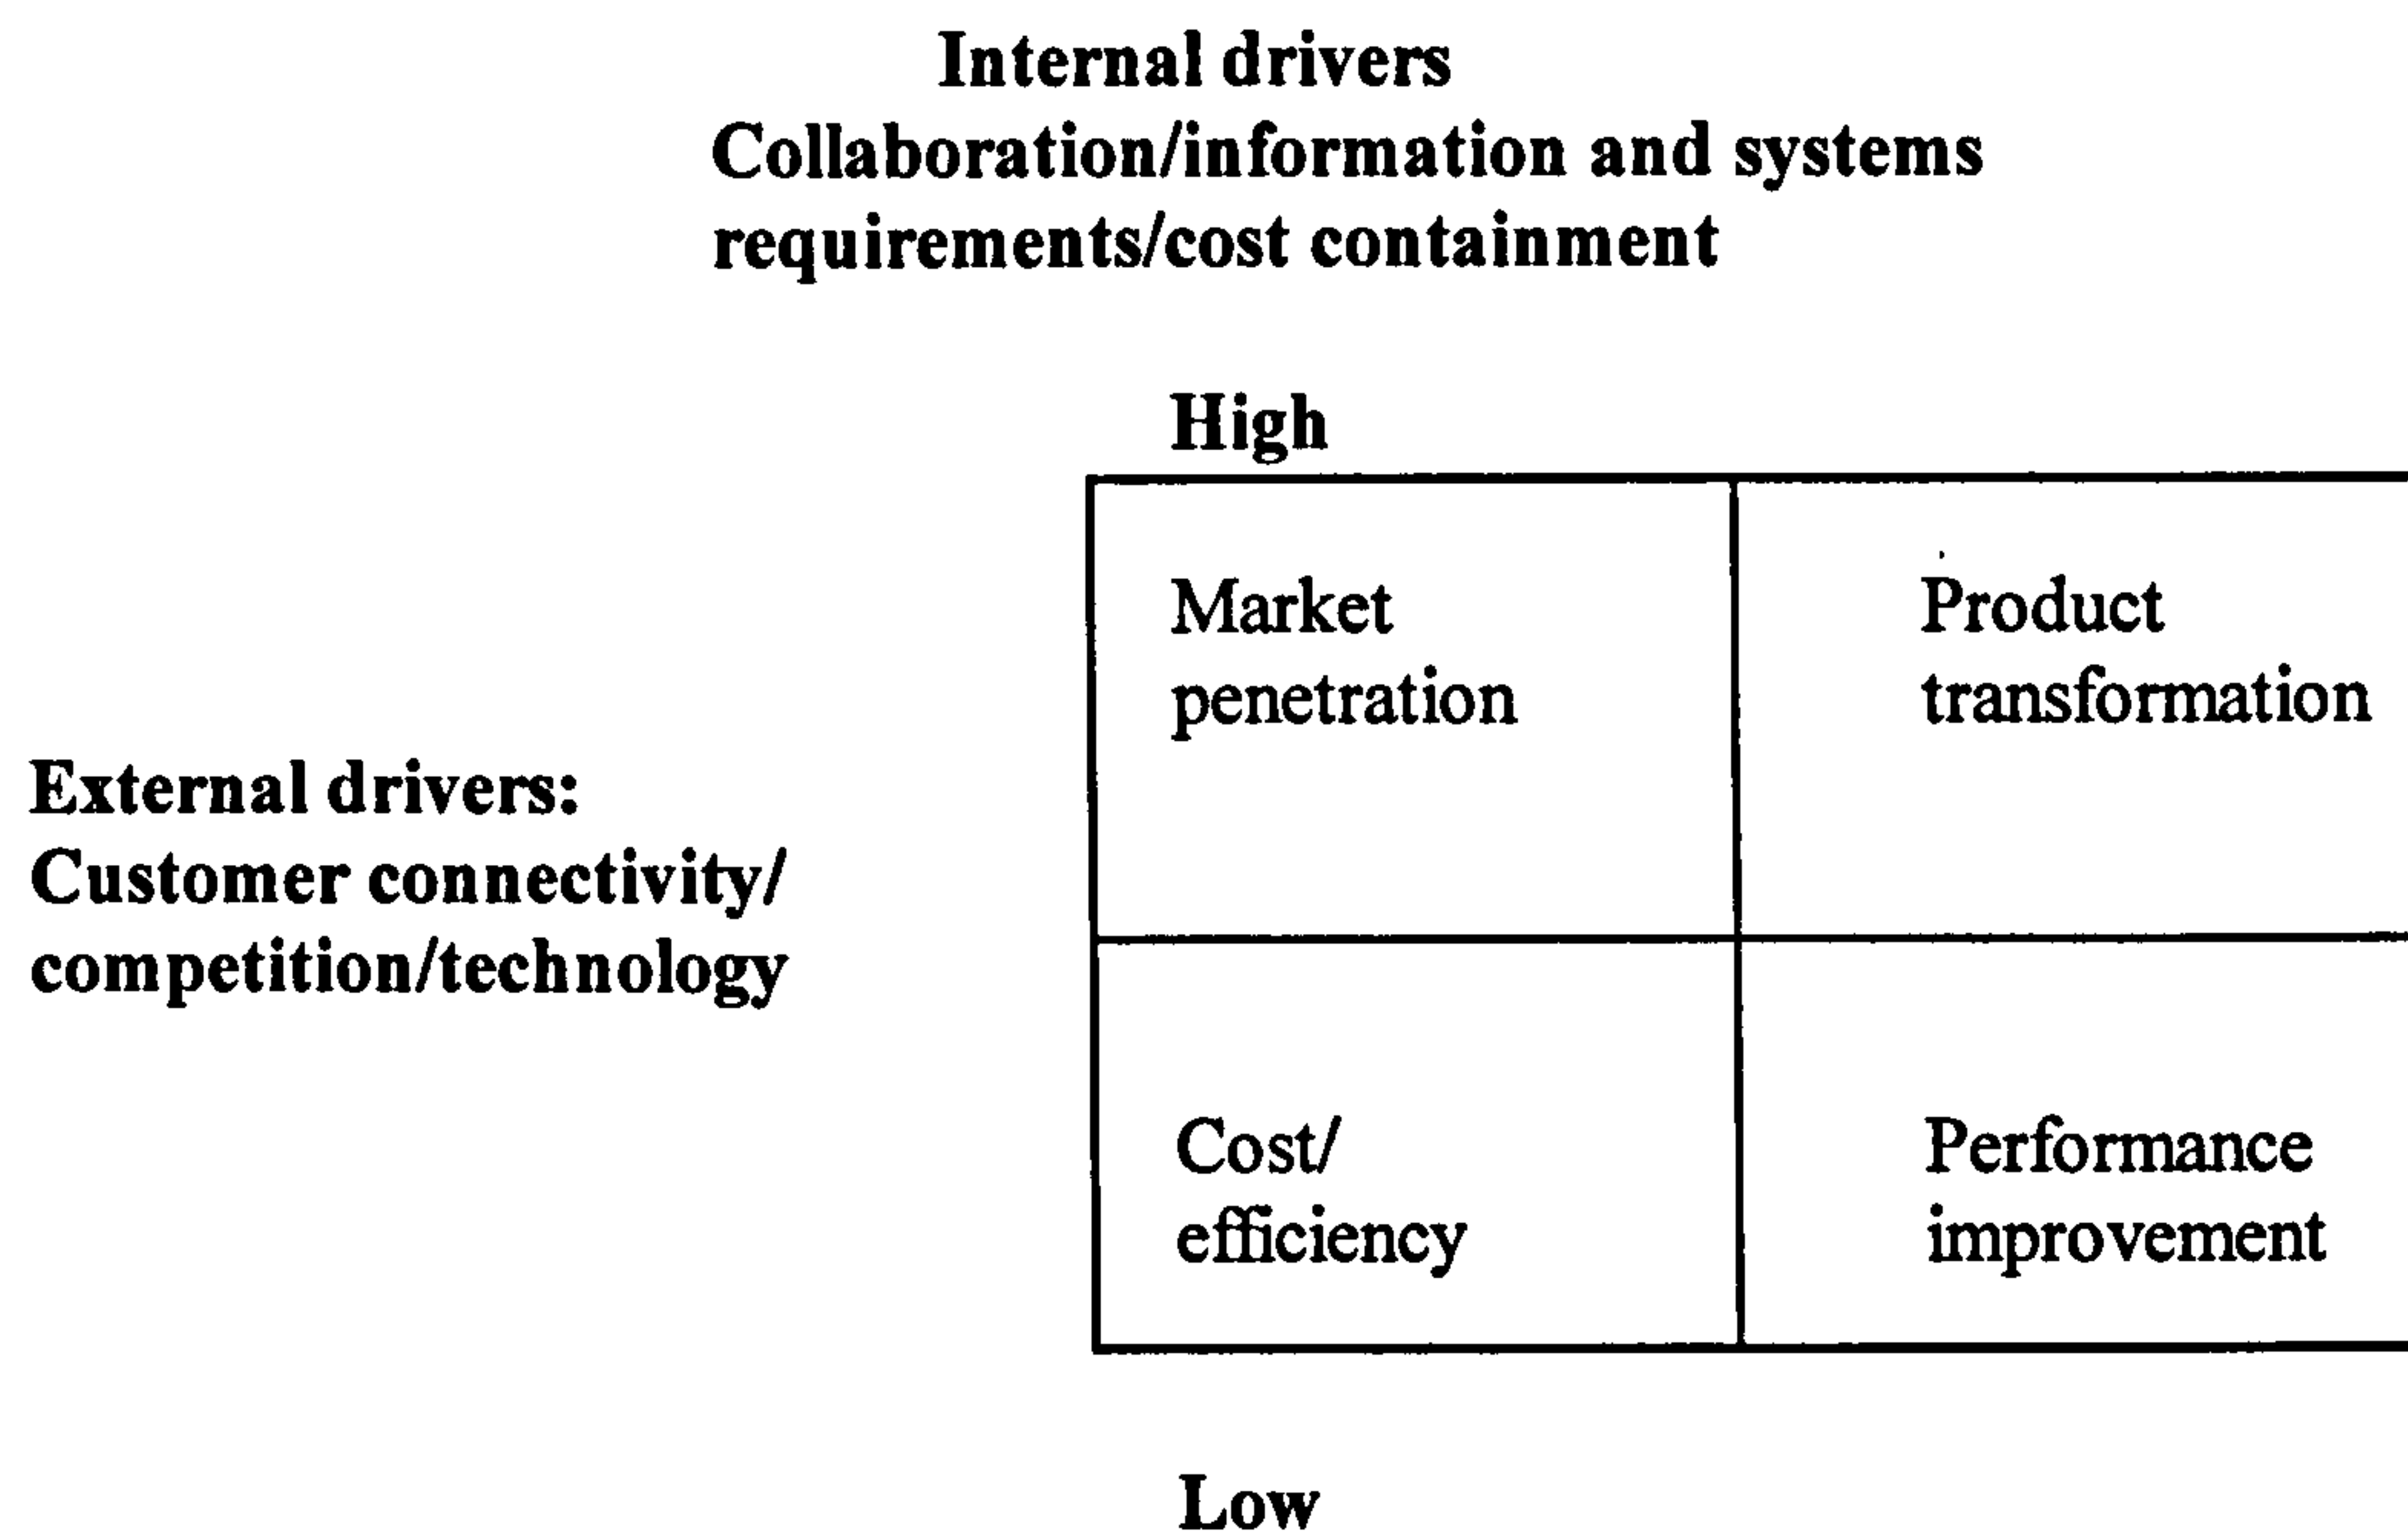 Internal drivers
Collaboration/information and systems
requirements/cost containment
High
Market
penetration
Product
transformation
External drivers:
Customer connectivity/
competition/technology
Cost/
efficiency
Performance
improvement
Low